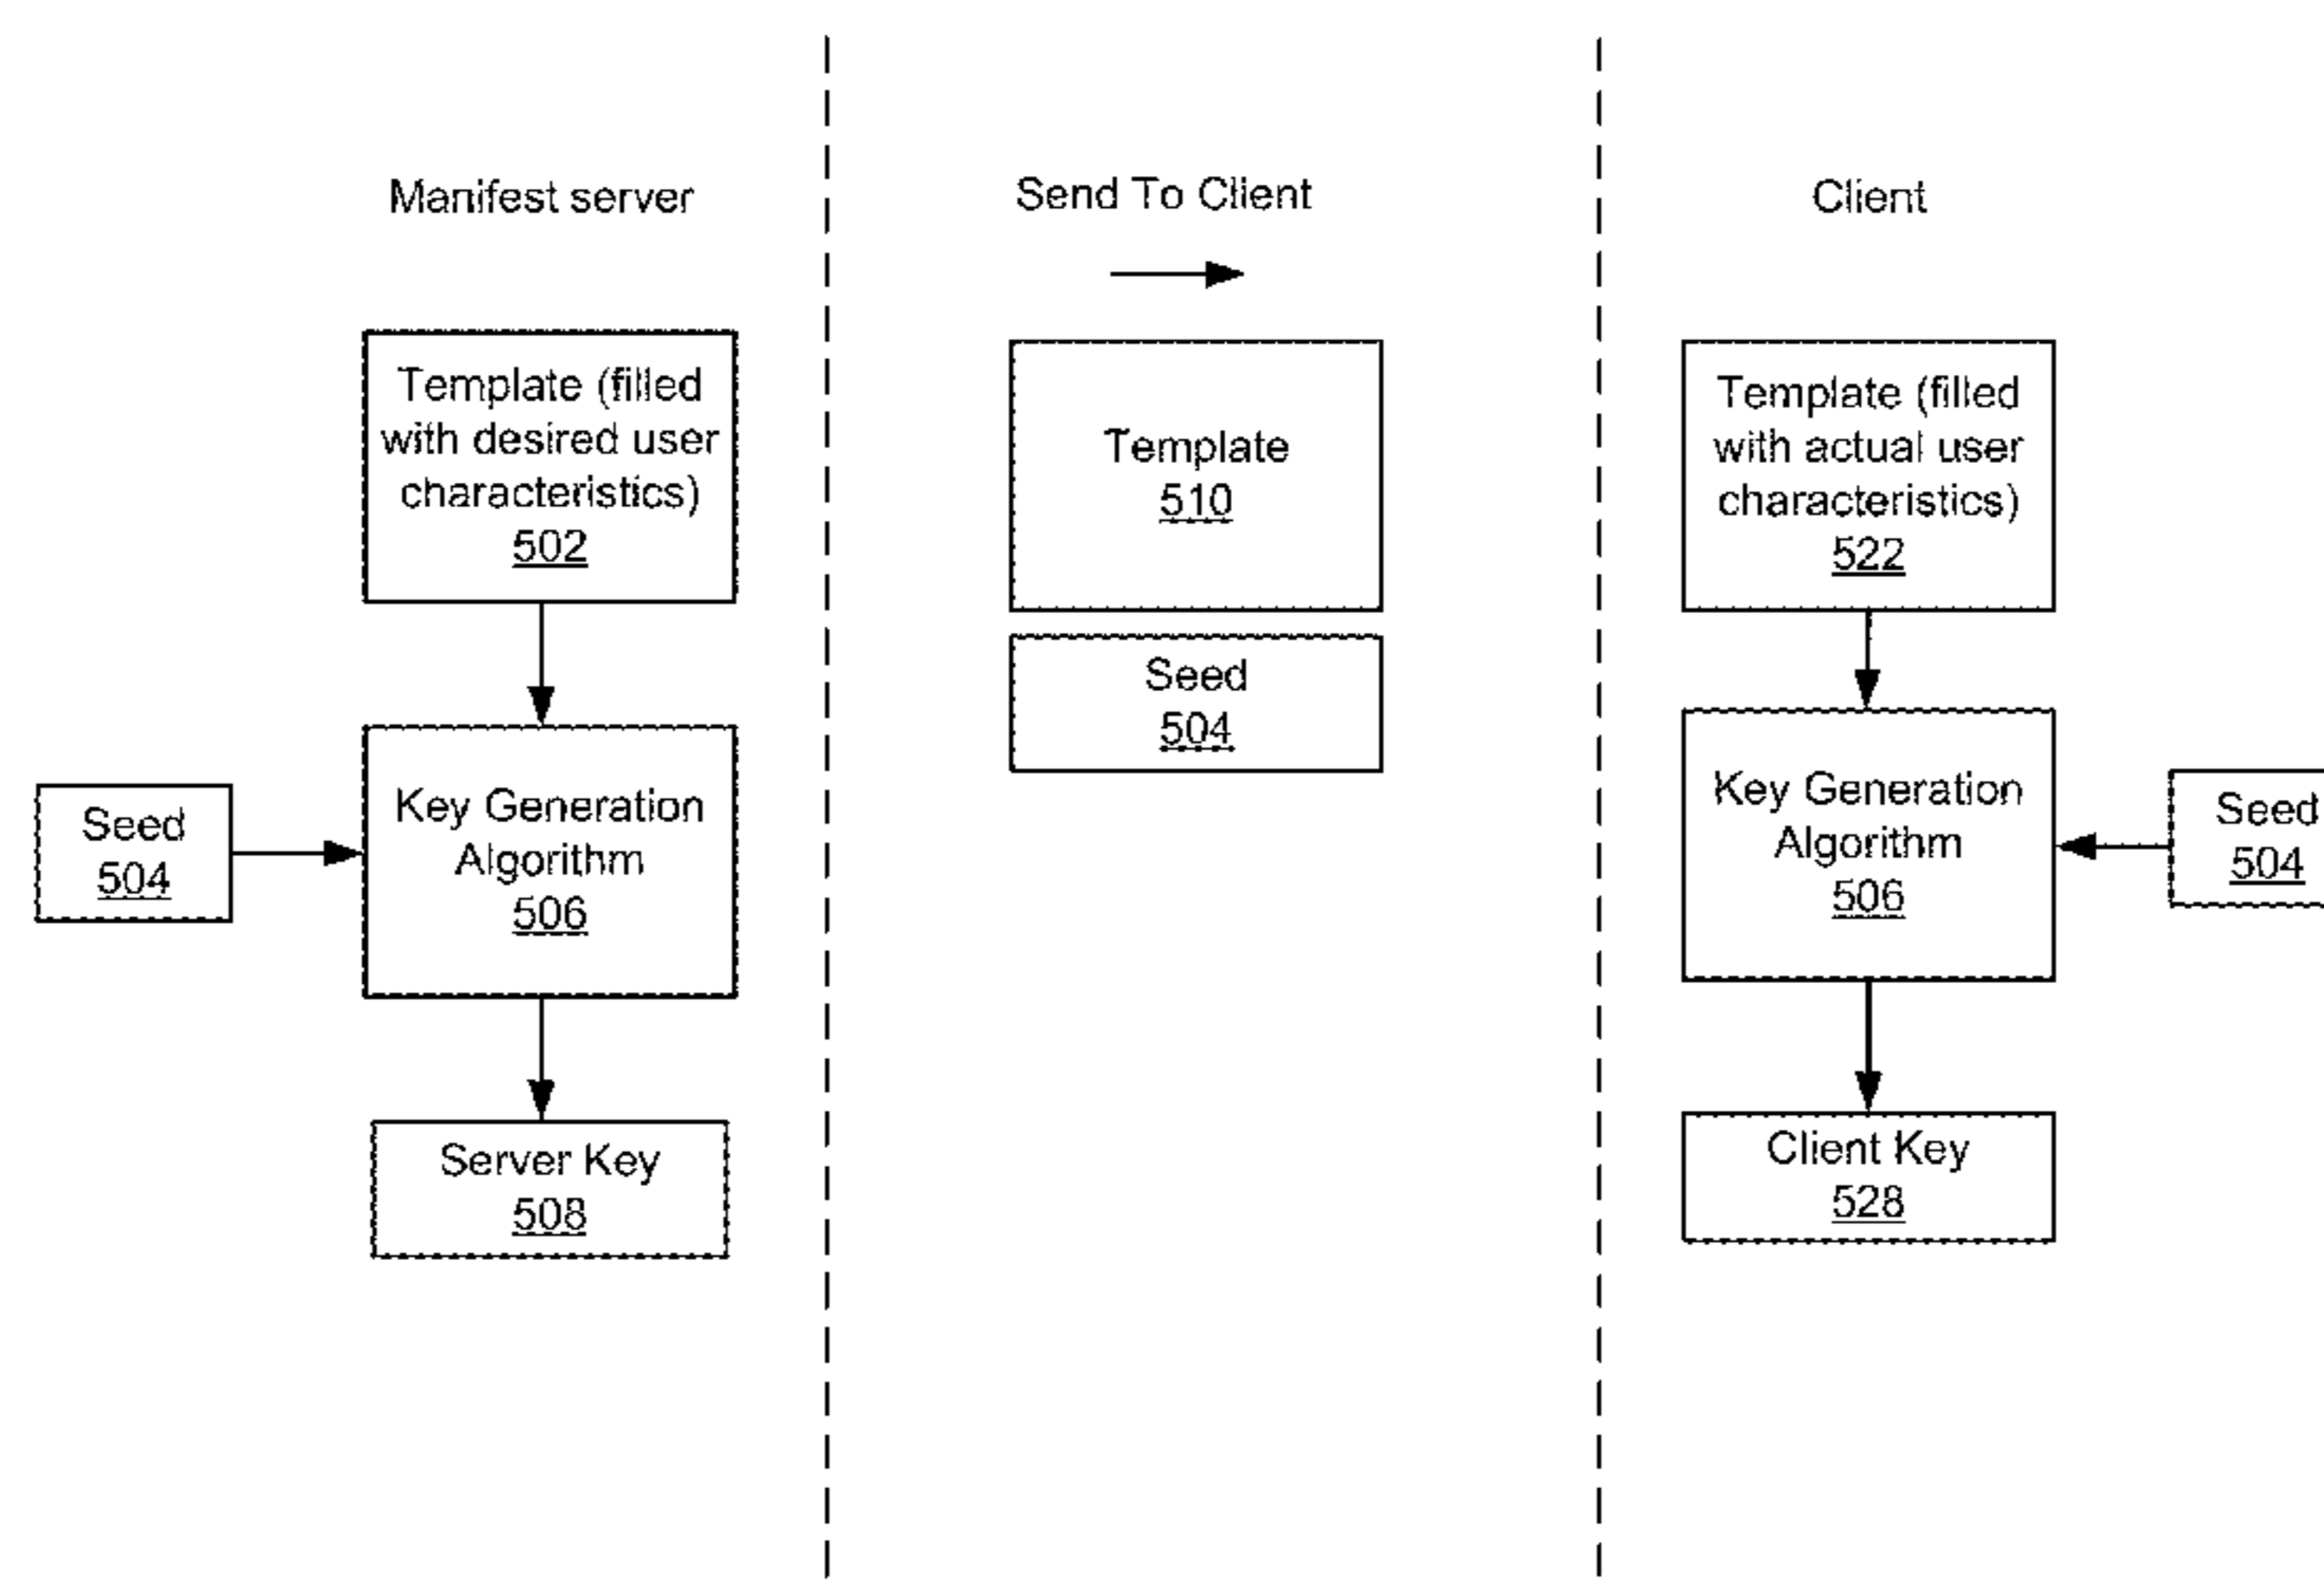 Manifest server
Template (filled
with desired user
characteristics)
502
Seed
504
Key Generation
Algorithm
506
Server Key
508
Send To Client
Template
510
Seed
504
Client
Template (filled
with actual user
characteristics)
522
Key Generation
Algorithm
506
Seed
504
Client Key
528